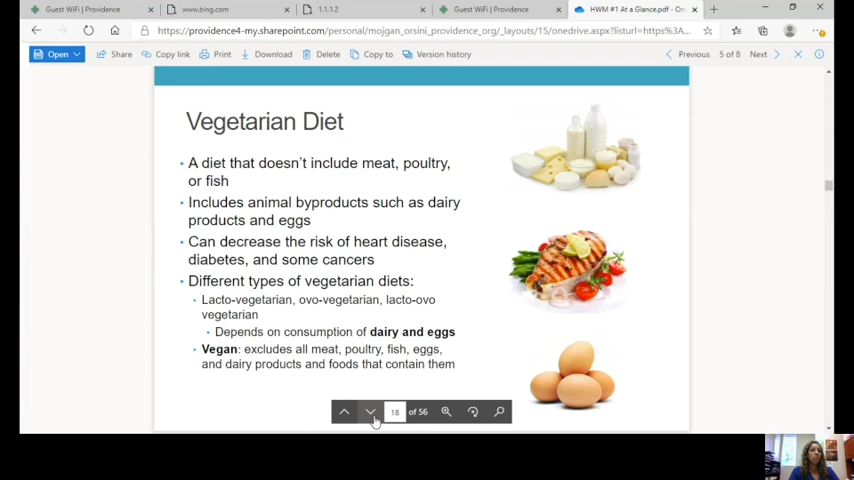 Guest WiFi | Providence
www.bing.com
1.1.1.2
Guest WiFi | Providence
HWM #1 At a Glance.pdf - On
https://providence4-my.sharepoint.com/personal/mojgan_orsini_providence_org/_layouts/15/onedrive.aspx?listurl=https%3A...
Open
Share
Copy link
Print
Download
Delete
Copy to
Version history
Previous
5 of 8
Next
Vegetarian Diet
• A diet that doesn't include meat, poultry,
or fish
• Includes animal byproducts such as dairy
products and eggs
• Can decrease the risk of heart disease,
diabetes, and some cancers
• Different types of vegetarian diets:
• Lacto-vegetarian, ovo-vegetarian, lacto-ovo
vegetarian
• Depends on consumption of dairy and eggs
• Vegan: excludes all meat, poultry, fish, eggs,
and dairy products and foods that contain them
18 of 56